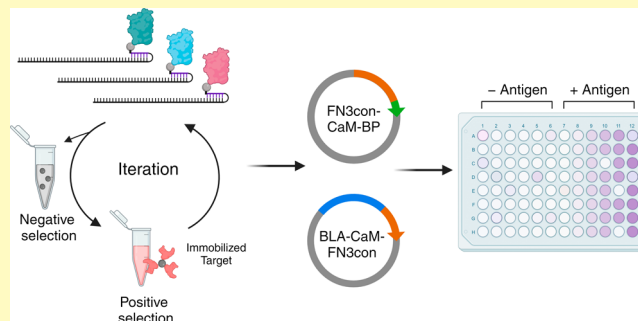 Iteration
Negative
selection
Immobilized
Target
Positive
selection
FN3con-
CaM-BP
BLA-CaM-
FN3con
– Antigen + Antigen
1 2 3 4 5 6 7 8 9 10 11 12
A
B
C
D
E
F
G
H